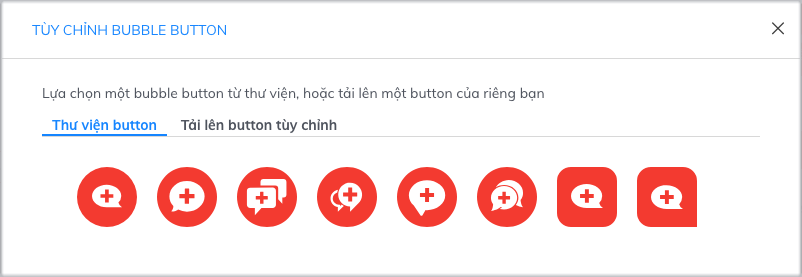 TÙY CHỈNH BUBBLE BUTTON
Lựa chọn một bubble button từ thư viện, hoặc tải lên một button của riêng bạn
Thư viện button Tải lên button tùy chỉnh